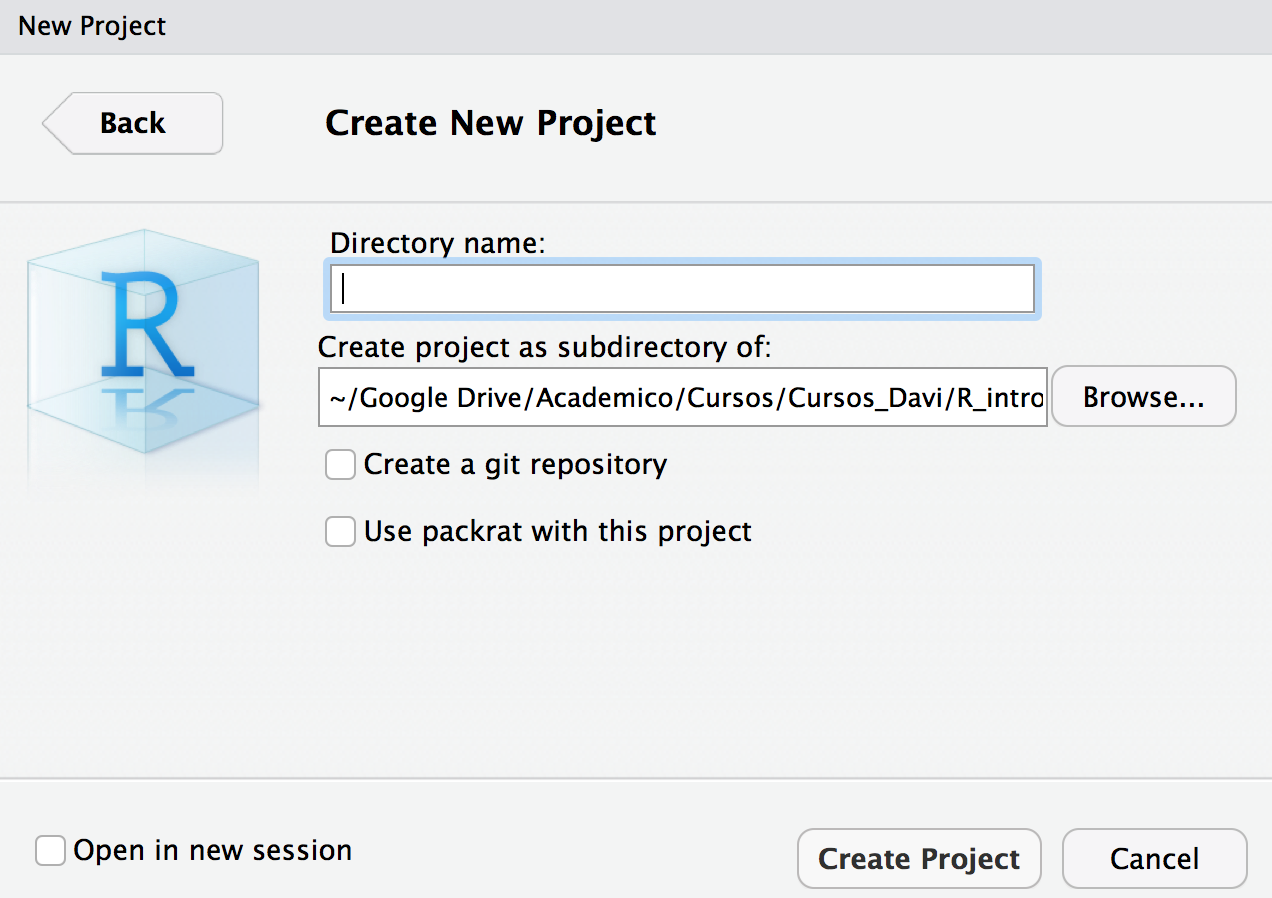 New Project
Back
Create New Project
R
Directory name:
Create project as subdirectory of:
~/Google Drive/Academico/Cursos/Cursos_Davi/R_intro
Browse...
Create a git repository
Use packrat with this project
Open in new session
Create Project
Cancel